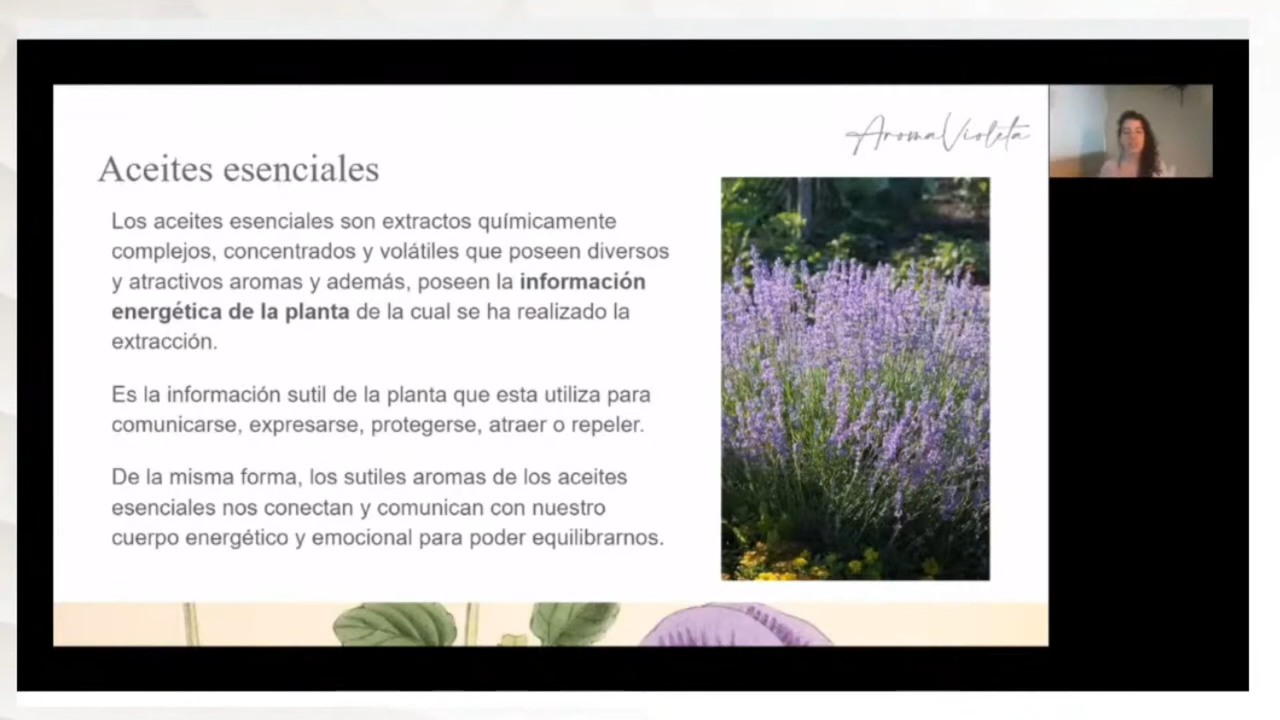 AromaVioleta
Aceites esenciales
Los aceites esenciales son extractos químicamente
complejos, concentrados y volátiles que poseen diversos
y atractivos aromas y además, poseen la información
energética de la planta de la cual se ha realizado la
extracción.
Es la información sutil de la planta que esta utiliza para
comunicarse, expresarse, protegerse, atraer o repeler.
De la misma forma, los sutiles aromas de los aceites
esenciales nos conectan y comunican con nuestro
cuerpo energético y emocional para poder equilibrarnos.